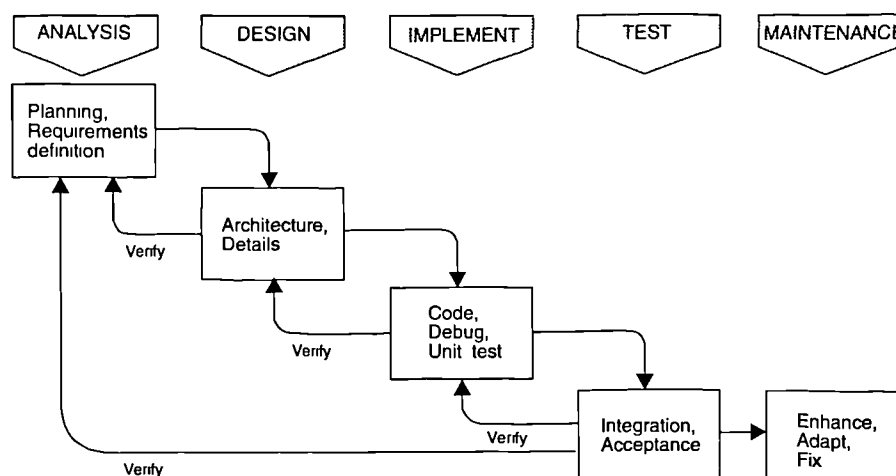 ANALYSIS
DESIGN
IMPLEMENT
TEST
MAINTENANCE
Planning,
Requirements
definition
Architecture,
Details
Verify
Code,
Debug,
Unit test
Verify
Integration,
Acceptance
Verify
Enhance,
Adapt,
Fix
Verify